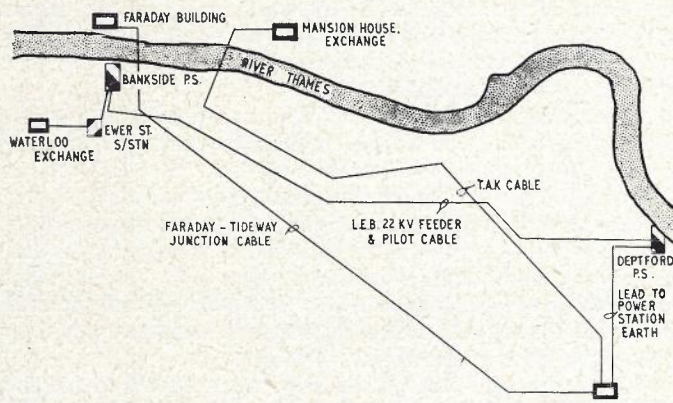 FARADAY BUILDING
MANSION HOUSE.
EXCHANGE
RIVER THAMES
BANKSIDE P.S.
EWER ST.
S/STN
WATERLOO
EXCHANGE
T.A.K CABLE
L.E.B. 22 KV FEEDER
& PILOT CABLE
FARADAY - TIDEWAY
JUNCTION CABLE
DEPTFORD
P.S.
LEAD TO
POWER
STATION
EARTH